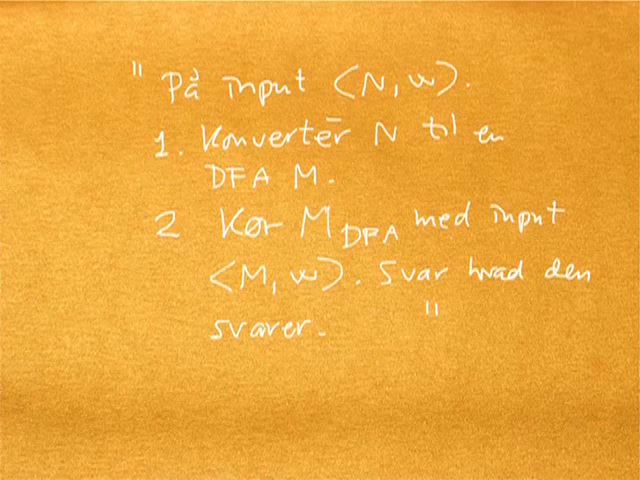 " På input ⟨N, w⟩.
1. Konvertér N til en
DFA M.
2 Kør M_DFA med input
⟨M, w⟩. Svar hvad den
svarer. "